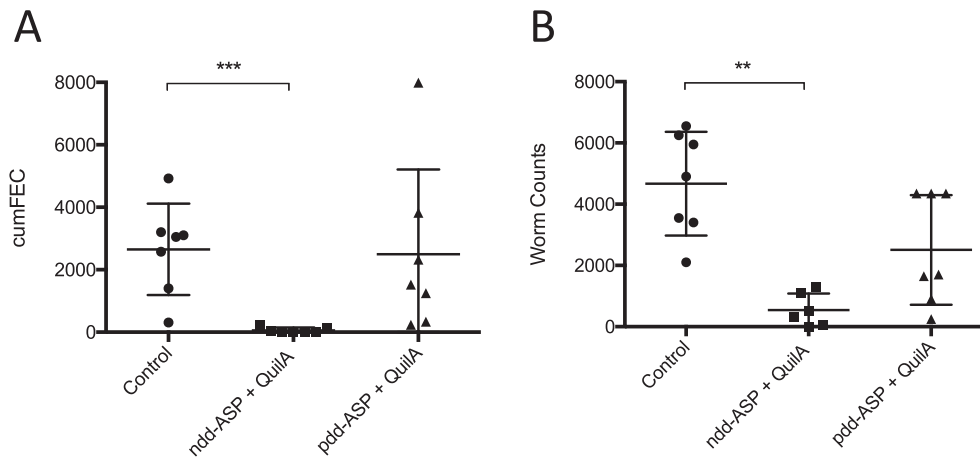 A
***
8000
6000
4000
2000
0
cumFEC
Control
ndd-ASP + QuilA
pdd-ASP + QuilA
B
**
8000
6000
4000
2000
0
Worm Counts
Control
ndd-ASP + QuilA
pdd-ASP + QuilA